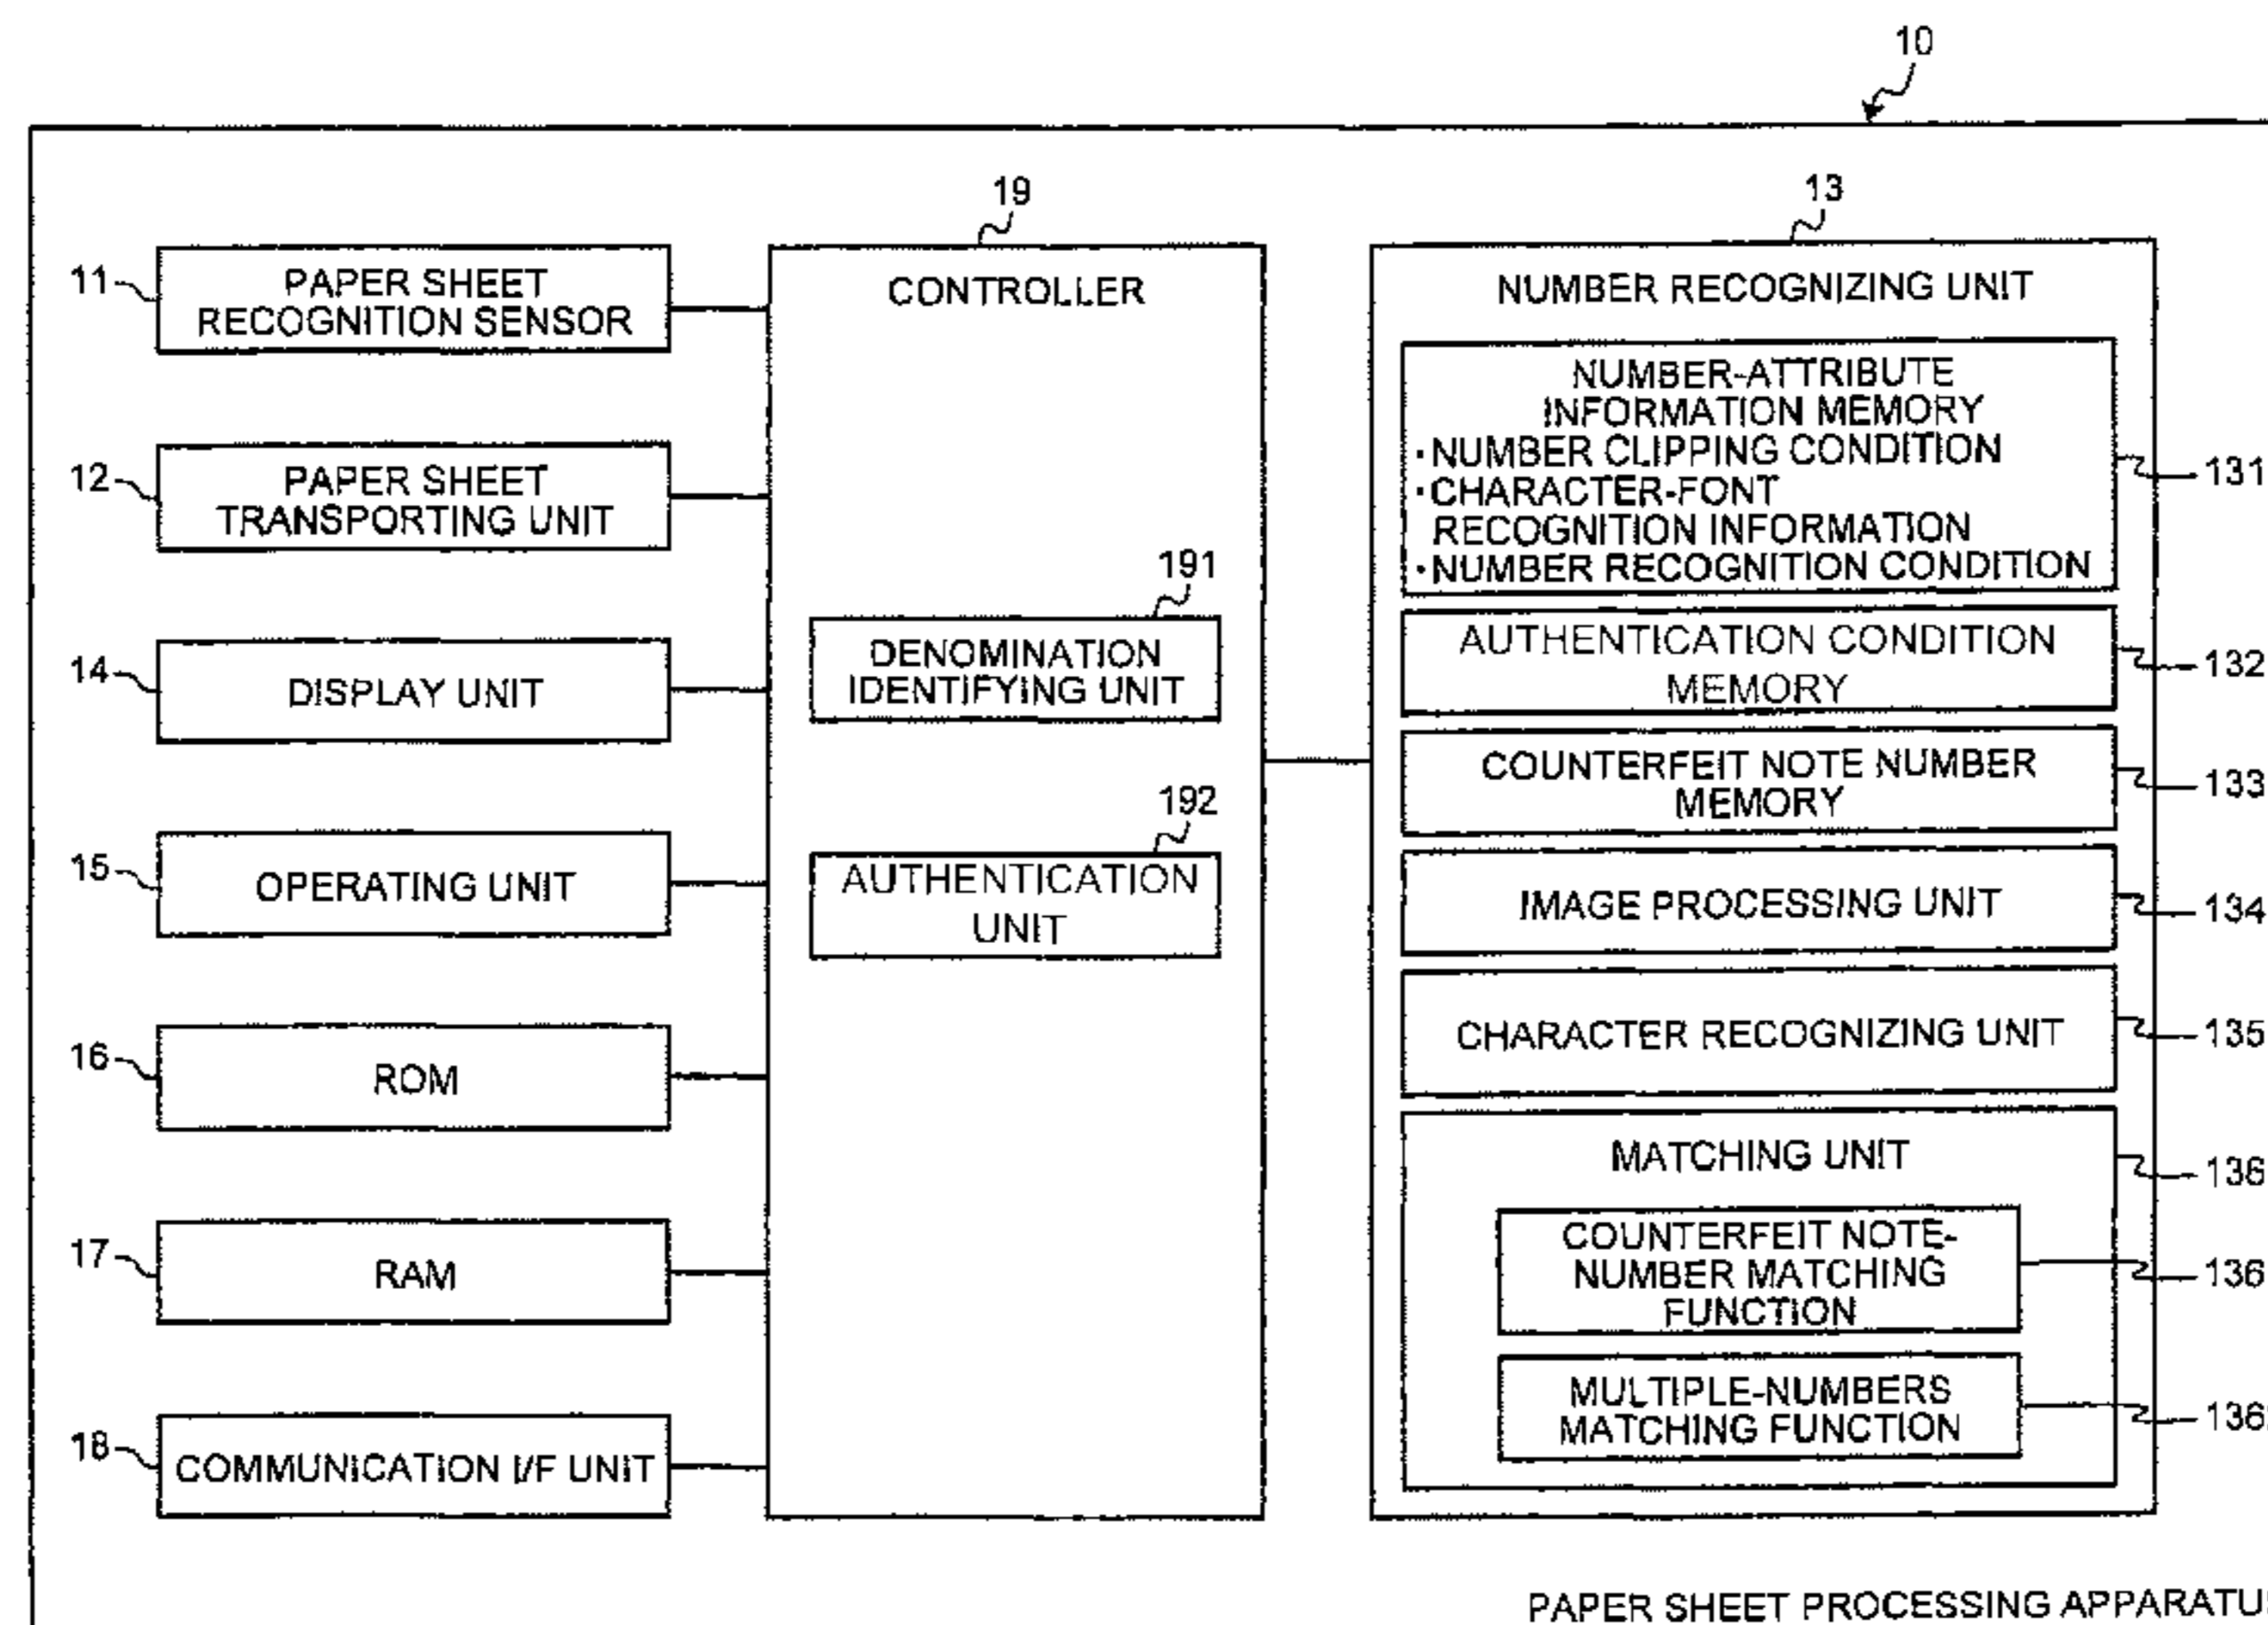 10
19
13
11
PAPER SHEET
RECOGNITION SENSOR
12
PAPER SHEET
TRANSPORTING UNIT
14
DISPLAY UNIT
15
OPERATING UNIT
16
ROM
17
RAM
18
COMMUNICATION I/F UNIT
CONTROLLER
191
DENOMINATION
IDENTIFYING UNIT
192
AUTHENTICATION
UNIT
NUMBER RECOGNIZING UNIT
NUMBER-ATTRIBUTE
INFORMATION MEMORY
·NUMBER CLIPPING CONDITION
·CHARACTER-FONT
RECOGNITION INFORMATION
·NUMBER RECOGNITION CONDITION
131
AUTHENTICATION CONDITION
MEMORY
132
COUNTERFEIT NOTE NUMBER
MEMORY
133
IMAGE PROCESSING UNIT
134
CHARACTER RECOGNIZING UNIT
135
MATCHING UNIT
136
COUNTERFEIT NOTE-
NUMBER MATCHING
FUNCTION
136
MULTIPLE-NUMBERS
MATCHING FUNCTION
136
PAPER SHEET PROCESSING APPARATU